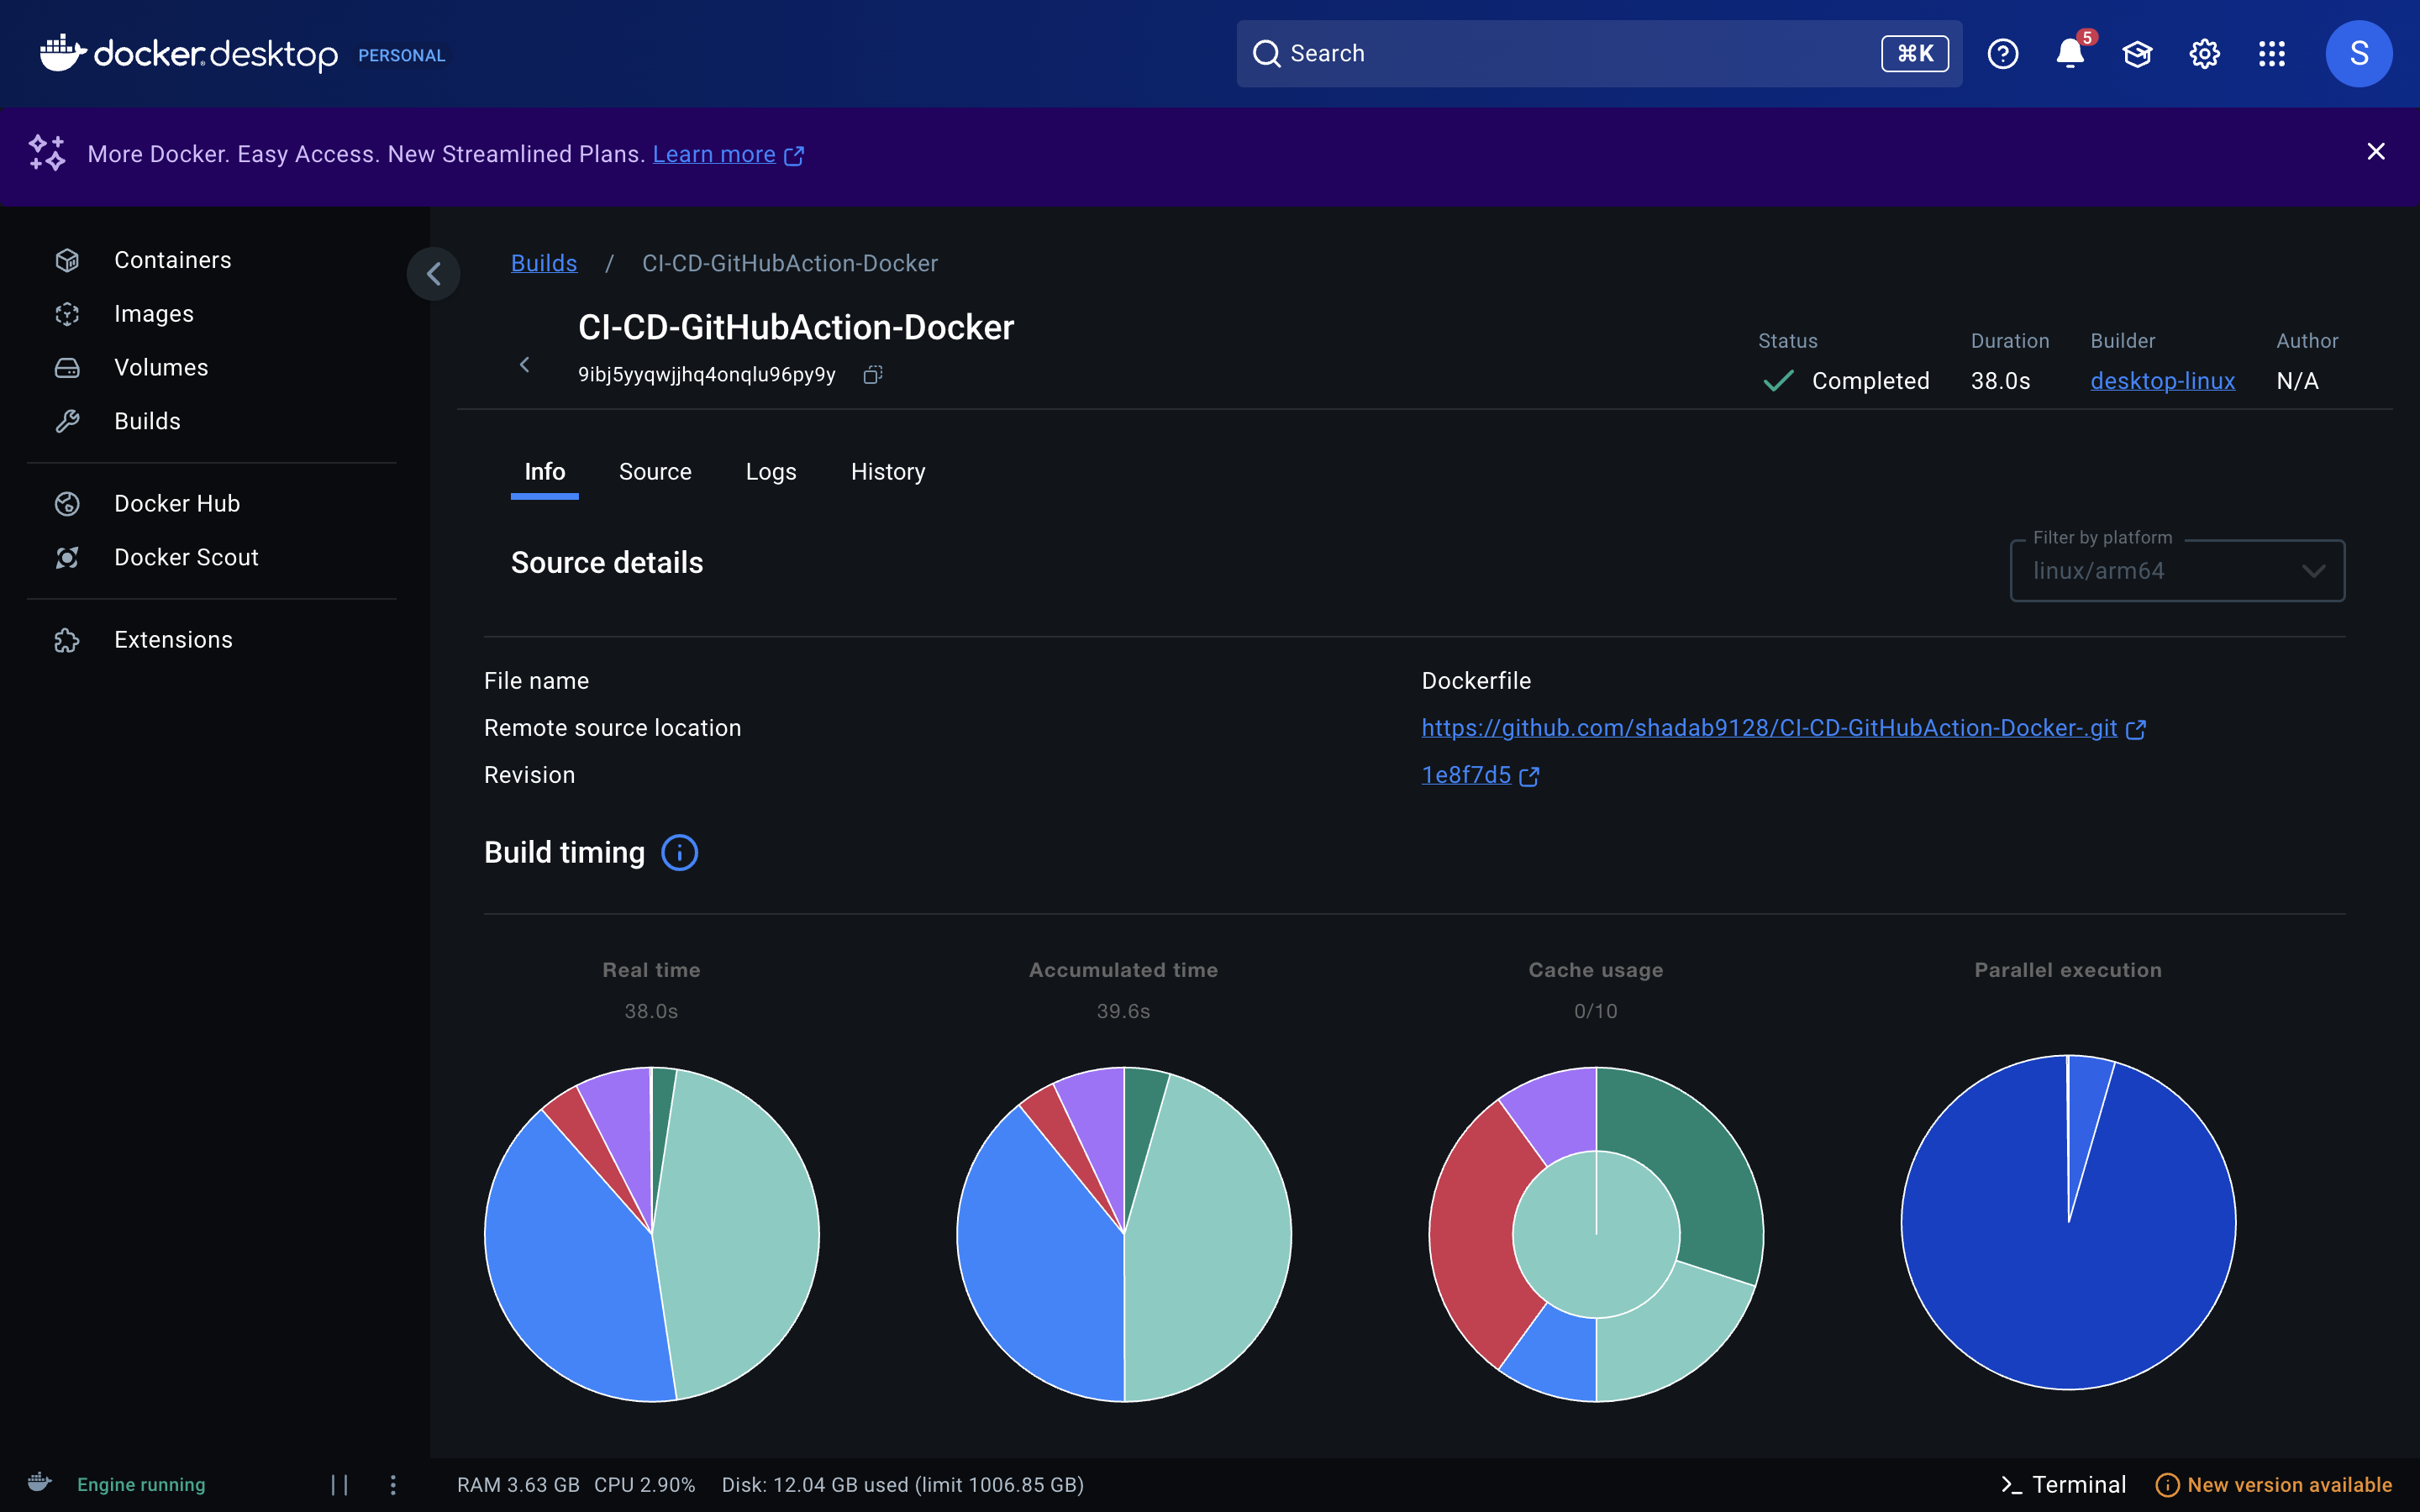 docker desktop PERSONAL
Search
⌘K
5
S
More Docker. Easy Access. New Streamlined Plans. Learn more
Containers
Images
Volumes
Builds
Docker Hub
Docker Scout
Extensions
Builds / CI-CD-GitHubAction-Docker
CI-CD-GitHubAction-Docker
9ibj5yyqwjjhq4onqlu96py9y
Status Duration Builder Author
Completed 38.0s desktop-linux N/A
Info Source Logs History
Source details
Filter by platform
linux/arm64
File name Dockerfile
Remote source location https://github.com/shadab9128/CI-CD-GitHubAction-Docker-.git
Revision 1e8f7d5
Build timing
Real time Accumulated time Cache usage Parallel execution
38.0s 39.6s 0/10
Engine running
RAM 3.63 GB CPU 2.90% Disk: 12.04 GB used (limit 1006.85 GB)
Terminal
New version available